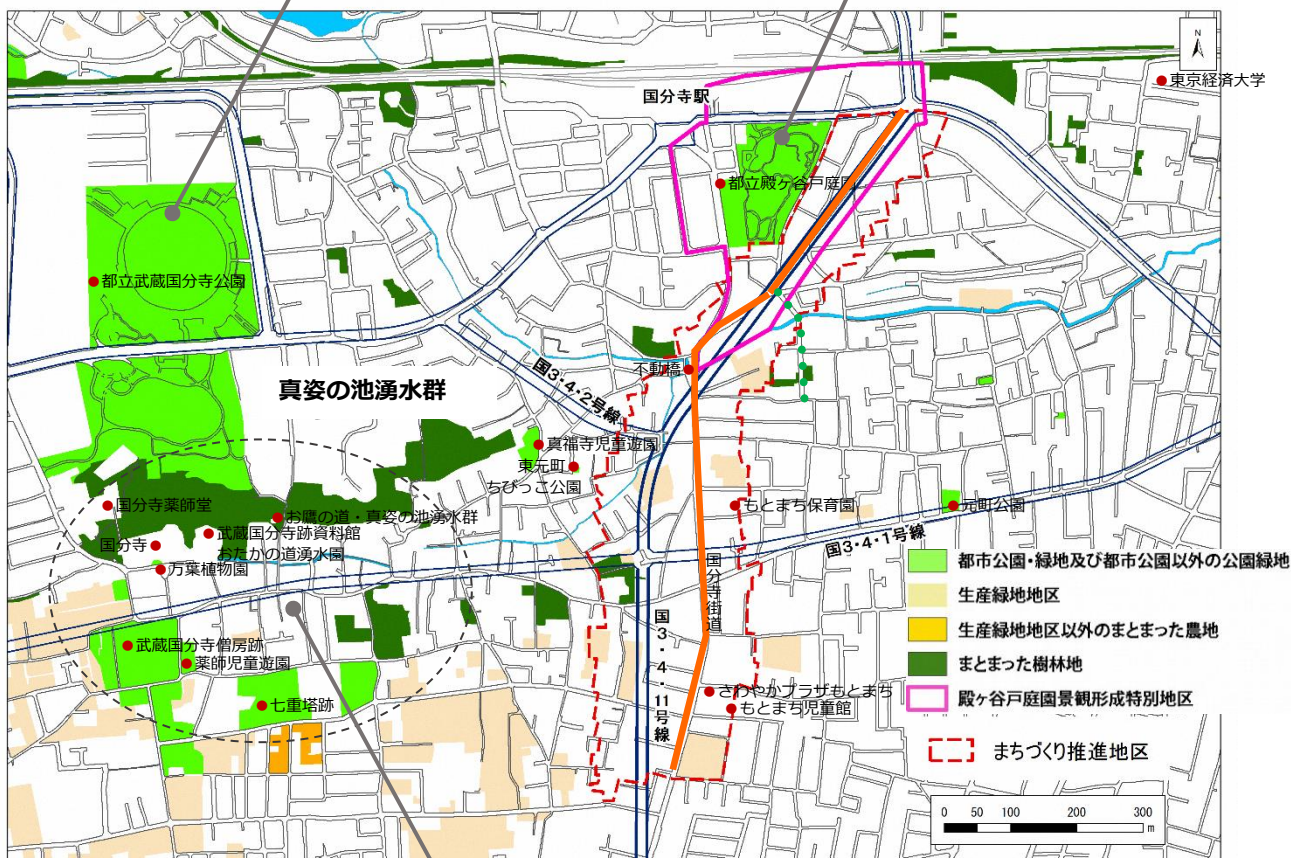 N
東京経済大学
国分寺駅
都立殿ヶ谷戸庭園
都立武蔵国分寺公園
真姿の池湧水群
国3・4・2号線
不動橋
真福寺児童遊園
東元町
ちびっこ公園
国分寺薬師堂
お鷹の道・真姿の池湧水群
もとまち保育園
元町公園
武蔵国分寺跡資料館
国分寺
おたかの道湧水園
国3・4・1号線
万葉植物園
国分寺街道
都市公園・緑地及び都市公園以外の公園緑地
生産緑地地区
生産緑地地区以外のまとまった農地
まとまった樹林地
殿ヶ谷戸庭園景観形成特別地区
まちづくり推進地区
武蔵国分寺僧房跡
薬師児童遊園
国3・4・11号線
七重塔跡
さわやかプラザもとまち
もとまち児童館
0 50 100 200 300
m